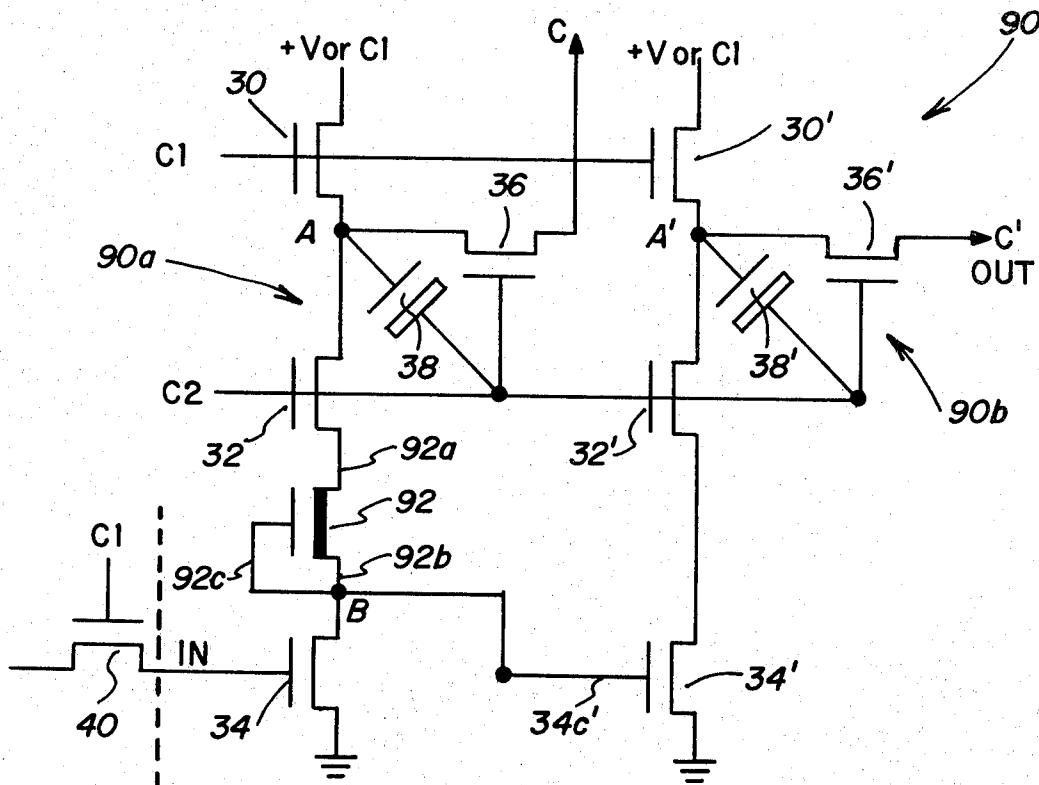 90
+V or C1
C
+V or C1
30
30'
C1
36
36'
A
A'
C'
OUT
90a
38
38'
C2
90b
32
32'
92a
92
C1
92c
92b
B
IN
34'
40
34
34c'